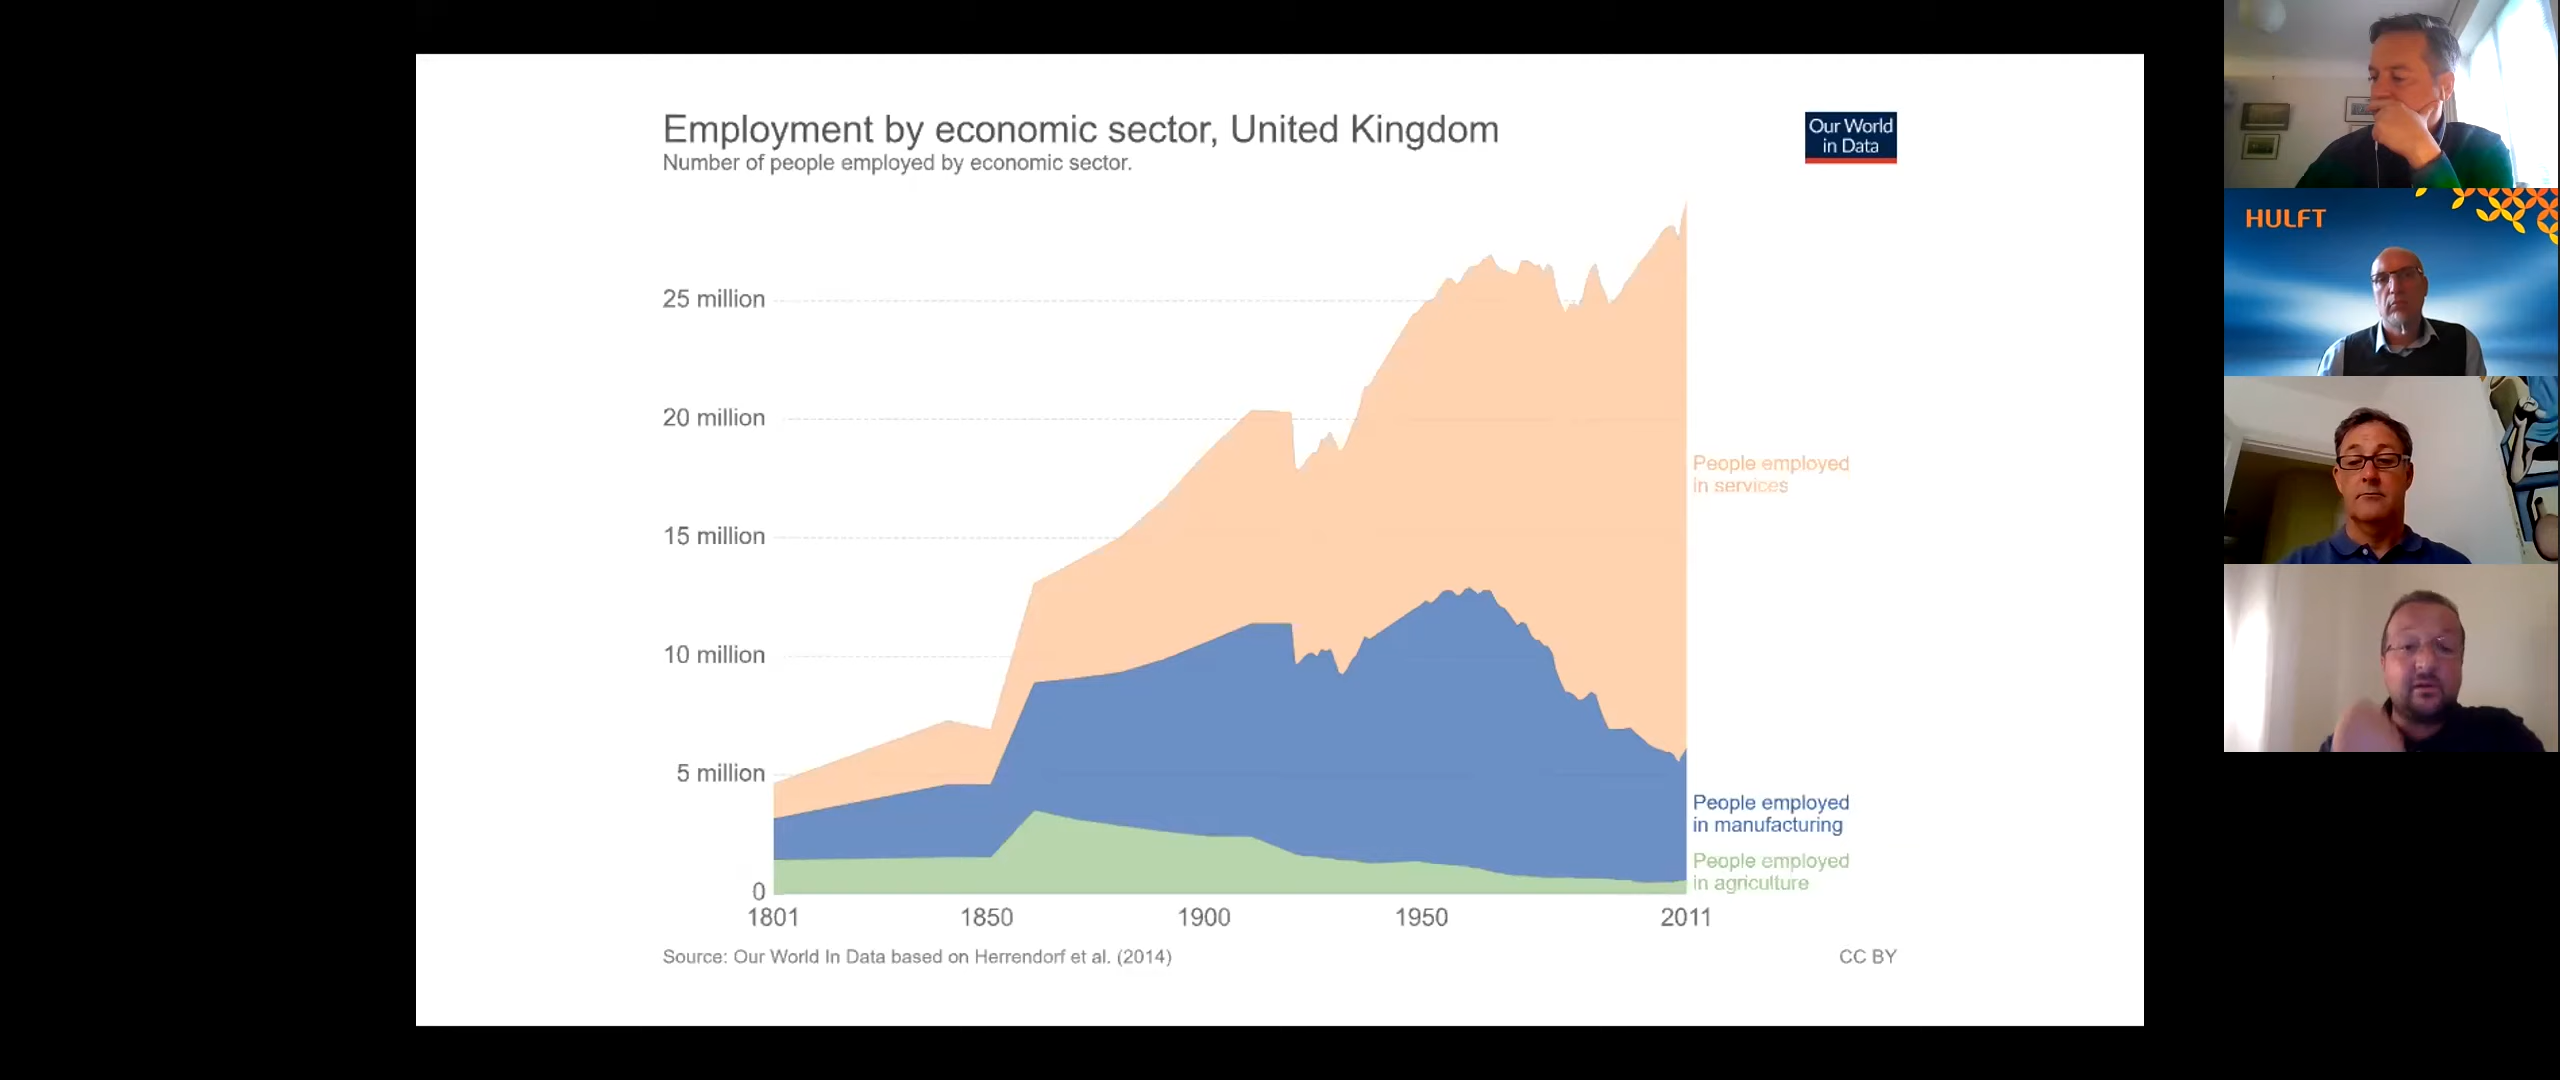 Employment by economic sector, United Kingdom
Number of people employed by economic sector.
Our World
in Data
25 million
20 million
15 million
10 million
5 million
0
1801
1850
1900
1950
2011
People employed
in services
People employed
in manufacturing
People employed
in agriculture
Source: Our World In Data based on Herrendorf et al. (2014)
CC BY
HULFT